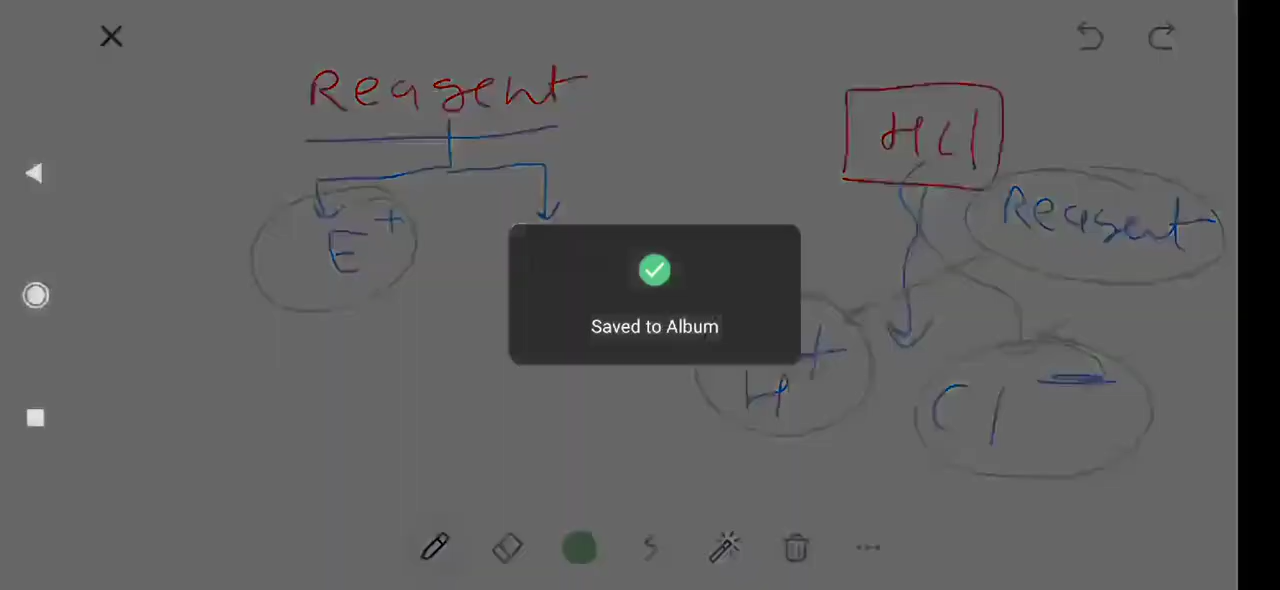 Reagent
HCl
Reagent
E+
Saved to Album
H+
Cl-